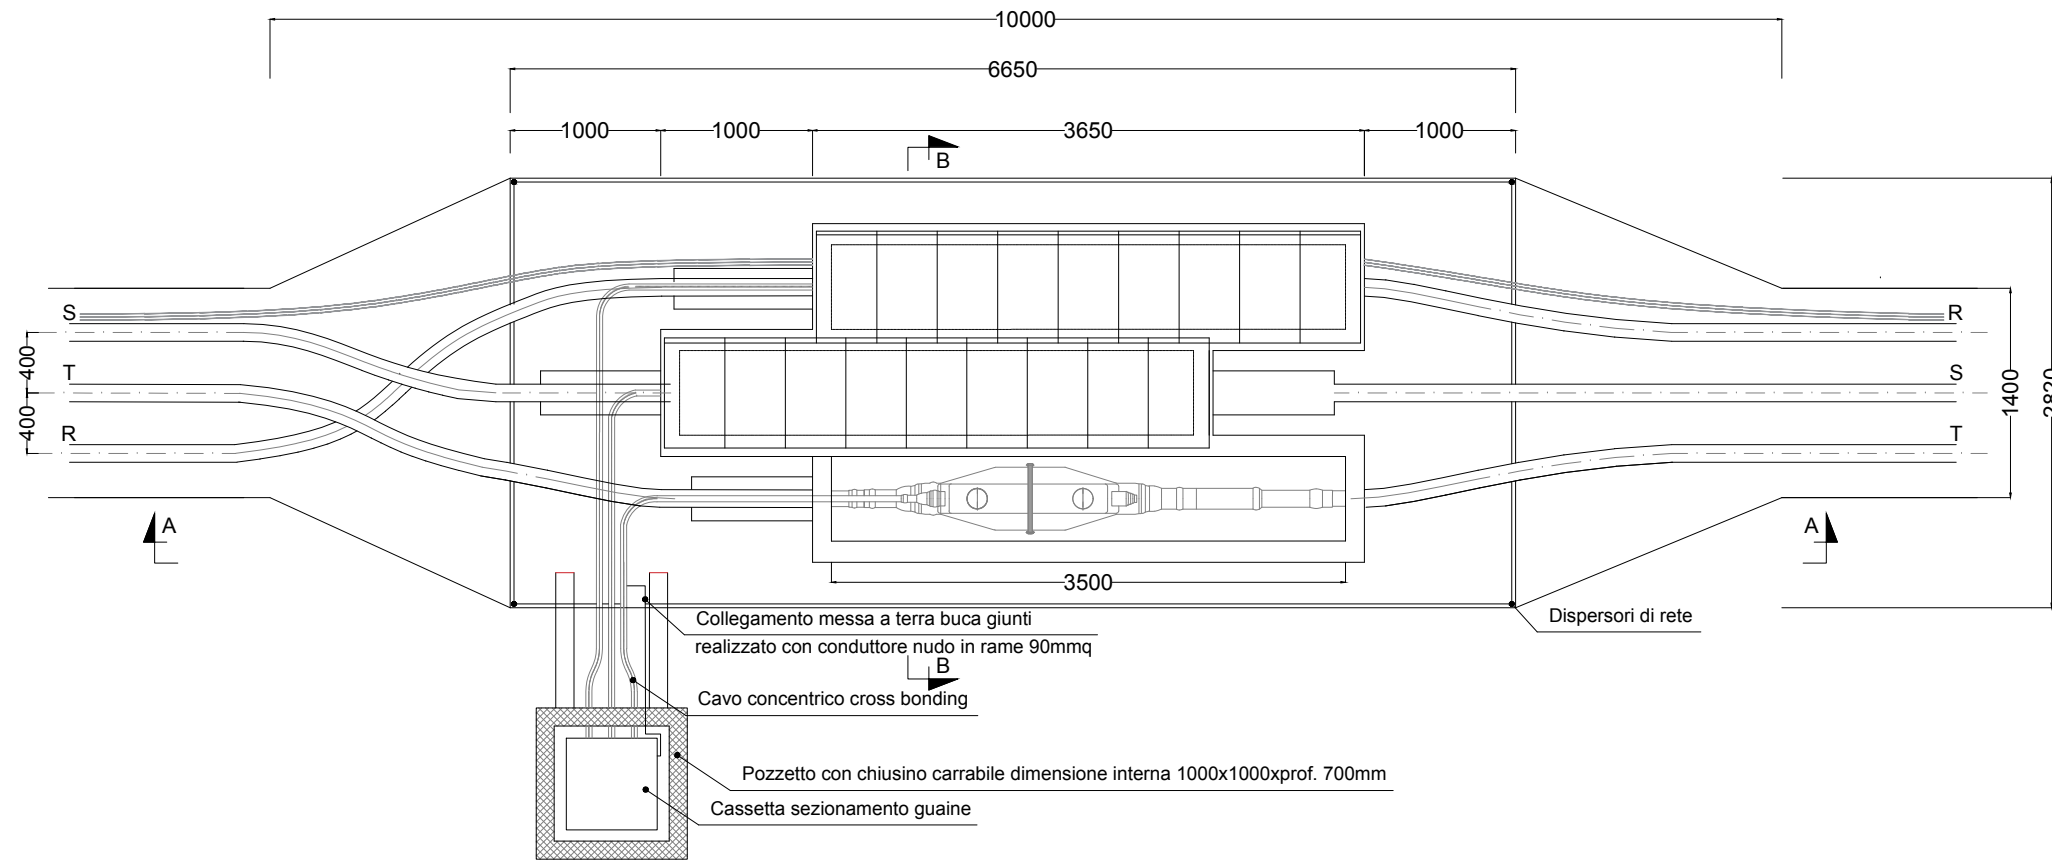 10000
6650
1000
1000
3650
1000
B
S
R
400
T
S
1400
2820
400
R
T
A
A
3500
Collegamento messa a terra buca giunti
realizzato con conduttore nudo in rame 90mmq
Dispersori di rete
B
Cavo concentrico cross bonding
Pozzetto con chiusino carrabile dimensione interna 1000x1000xprof. 700mm
Cassetta sezionamento guaine